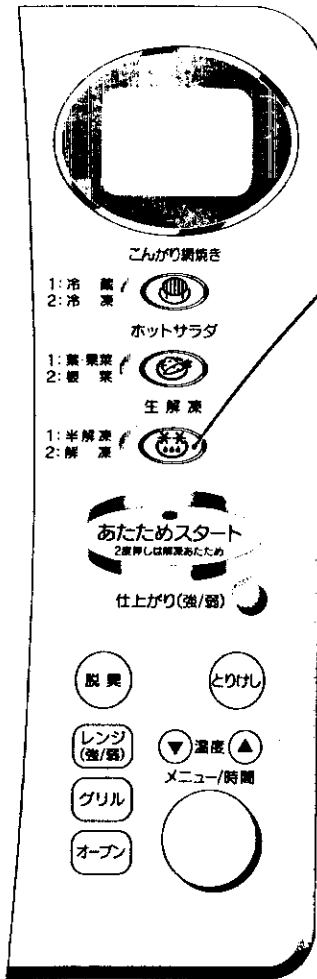 こんがり網焼き
1:冷 蔵
2:冷 凍
ホットサラダ
1:葉・果菜
2:根 菜
生 解 凍
1:半解凍
2:解 凍
あたためスタート
2度押しは解凍あたため
仕上がり(強/弱)
脱 臭
とりけし
レンジ
(強/弱)
▼ 温度 ▲
メニュー/時間
グリル
オーブン